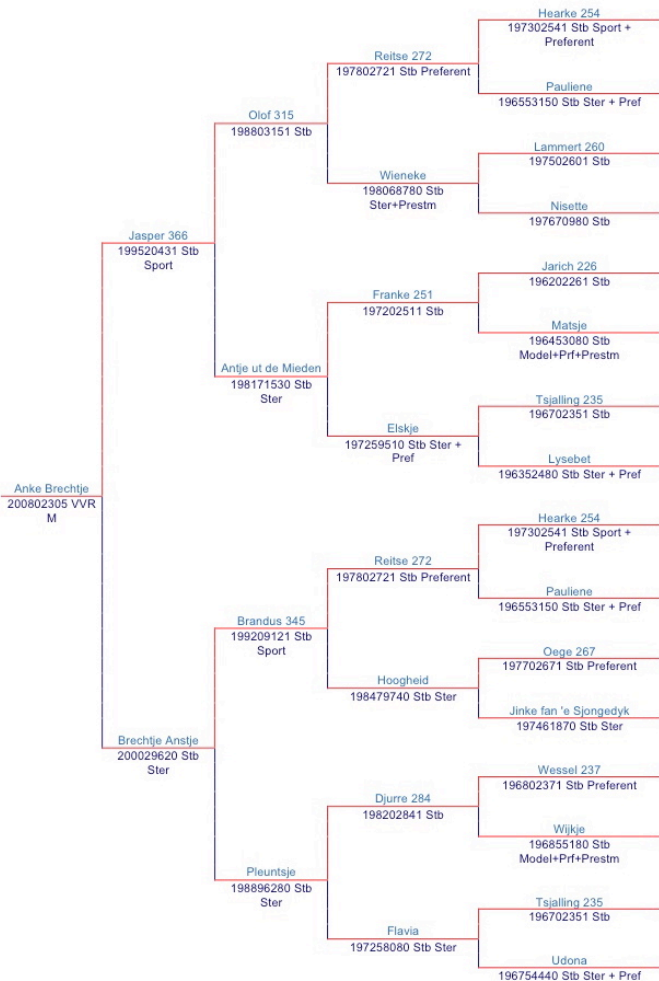 Hearke 254
197302541 Stb Sport +
Preferent
Reitse 272
197802721 Stb Preferent
Pauliene
196553150 Stb Ster + Pref
Olof 315
198803151 Stb
Lammert 260
197502601 Stb
Wieneke
198068780 Stb
Ster+Prestm
Nisette
197670980 Stb
Jasper 366
199520431 Stb
Sport
Jarich 226
196202261 Stb
Franke 251
197202511 Stb
Matsje
196453080 Stb
Model+Prf+Prestm
Antje ut de Mieden
198171530 Stb
Ster
Tsjalling 235
196702351 Stb
Elskje
197259510 Stb Ster +
Pref
Lysebet
196352480 Stb Ster + Pref
Anke Brechtje
200802305 VVR
M
Hearke 254
197302541 Stb Sport +
Preferent
Reitse 272
197802721 Stb Preferent
Pauliene
196553150 Stb Ster + Pref
Brandus 345
199209121 Stb
Sport
Oege 267
197702671 Stb Preferent
Hoogheid
198479740 Stb Ster
Jinke fan 'e Sjongedyk
197461870 Stb Ster
Brechtje Anstje
200029620 Stb
Ster
Wessel 237
196802371 Stb Preferent
Djurre 284
198202841 Stb
Wijkje
196855180 Stb
Model+Prf+Prestm
Pleuntsje
198896280 Stb
Ster
Tsjalling 235
196702351 Stb
Flavia
197258080 Stb Ster
Udona
196754440 Stb Ster + Pref